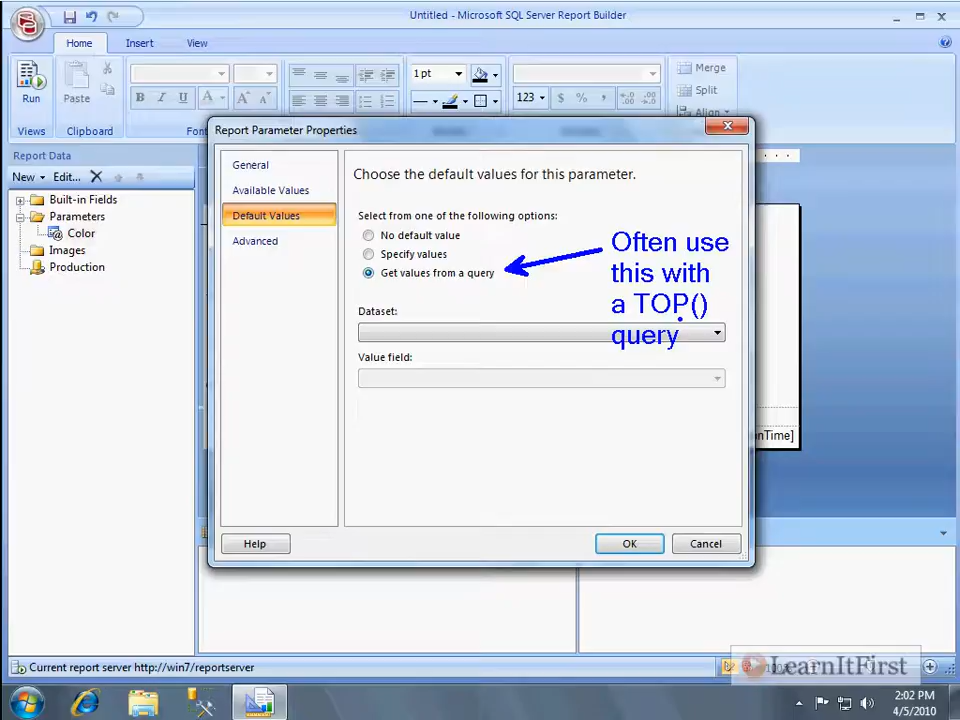 Untitled - Microsoft SQL Server Report Builder
Home Insert View
Run
Paste
1 pt
123
$ % ,
B I U A A A
Merge
Split
Align
Views Clipboard Font
Report Data
New Edit...
Built-in Fields
Parameters
Color
Images
Production
Report Parameter Properties
General
Available Values
Default Values
Advanced
Choose the default values for this parameter.
Select from one of the following options:
No default value
Specify values
Get values from a query
Dataset:
Value field:
Often use
this with
a TOP()
query
nTime]
Help OK Cancel
Current report server http://win7/reportserver
LearnItFirst
2:02 PM
4/5/2010